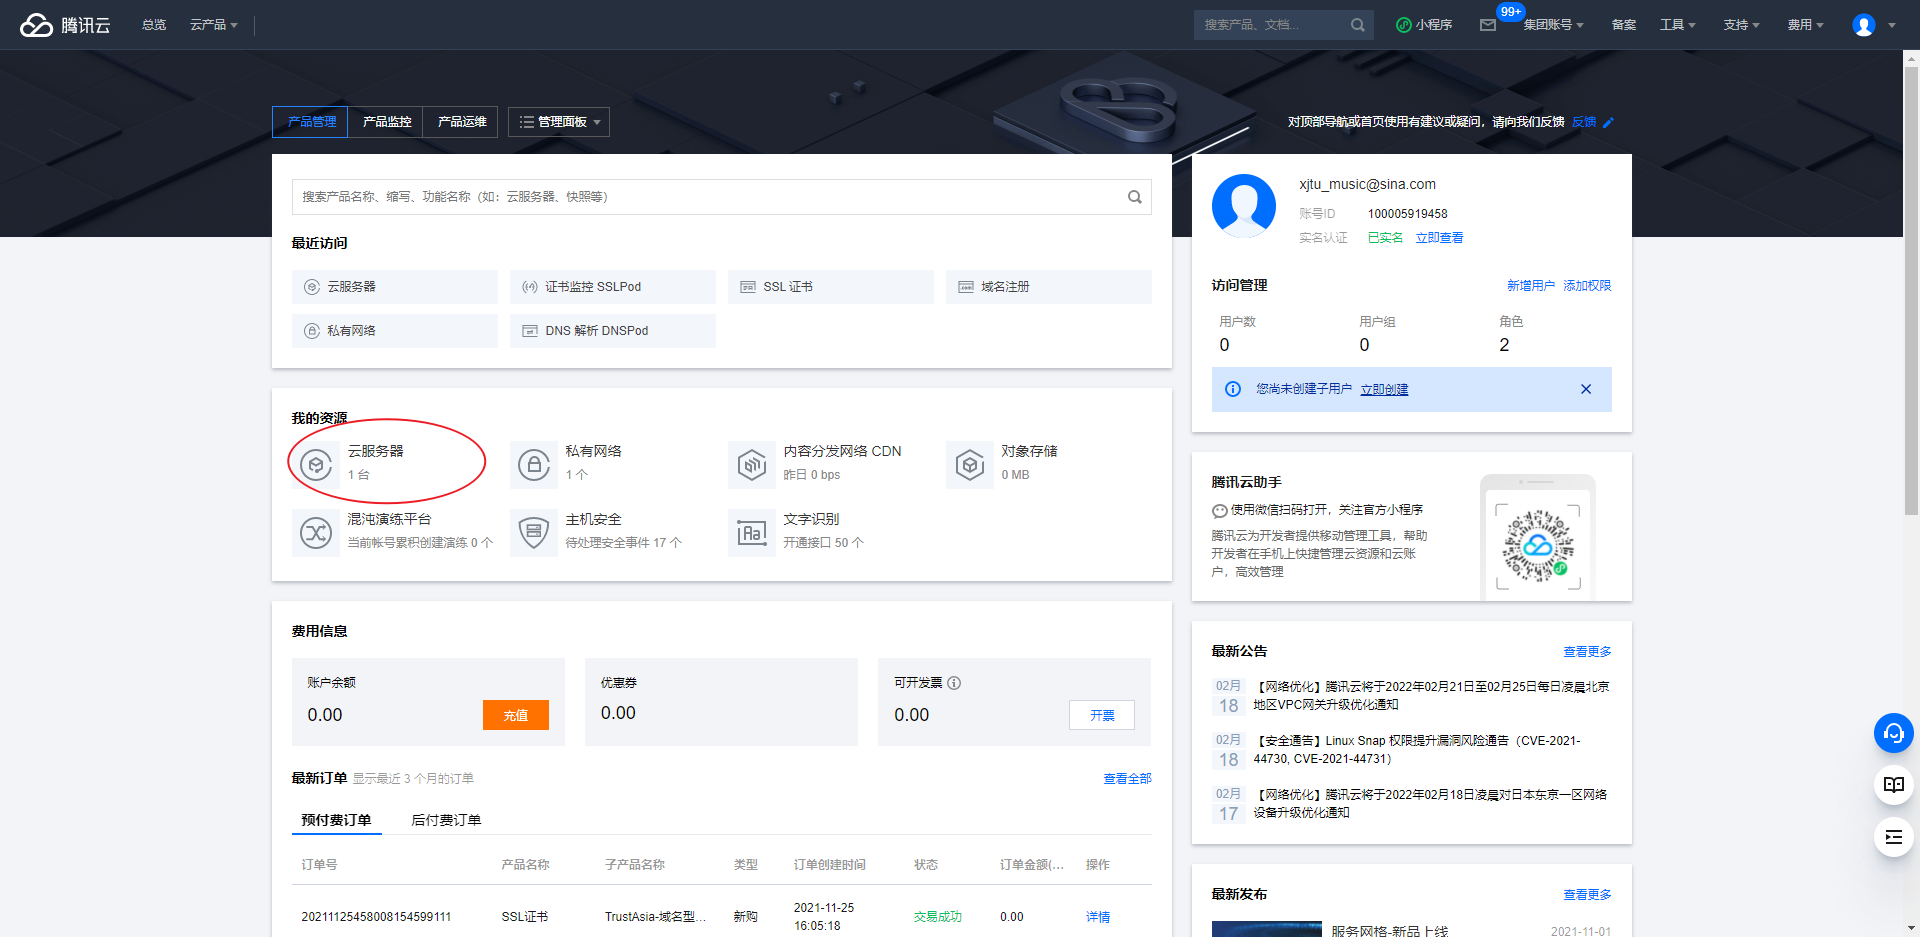 腾讯云
总览
云产品
搜索产品、文档...
小程序
99+
集团账号
备案
工具
支持
费用
产品管理
产品监控
产品运维
管理面板
对顶部导航或首页使用有建议或疑问，请向我们反馈 反馈
搜索产品名称、缩写、功能名称（如：云服务器、快照等）
最近访问
云服务器
证书监控 SSLPod
SSL 证书
域名注册
私有网络
DNS 解析 DNSPod
我的资源
云服务器
1 台
私有网络
1 个
内容分发网络 CDN
昨日 0 bps
对象存储
0 MB
混沌演练平台
当前帐号累积创建演练 0 个
主机安全
待处理安全事件 17 个
文字识别
开通接口 50 个
费用信息
账户余额
0.00
充值
优惠券
0.00
可开发票
0.00
开票
最新订单 显示最近 3 个月的订单
查看全部
预付费订单
后付费订单
订单号
产品名称
子产品名称
类型
订单创建时间
状态
订单金额(...
操作
20211125458008154599111
SSL证书
TrustAsia-域名型...
新购
2021-11-25
16:05:18
交易成功
0.00
详情
xjtu_music@sina.com
账号ID 100005919458
实名认证 已实名 立即查看
访问管理
新增用户 添加权限
用户数
0
用户组
0
角色
2
您尚未创建子用户 立即创建
腾讯云助手
使用微信扫码打开，关注官方小程序
腾讯云为开发者提供移动管理工具，帮助
开发者在手机上快捷管理云资源和云账
户，高效管理
最新公告
查看更多
02月
18
【网络优化】腾讯云将于2022年02月21日至02月25日每日凌晨北京
地区VPC网关升级优化通知
02月
18
【安全通告】Linux Snap 权限提升漏洞风险通告（CVE-2021-
44730, CVE-2021-44731）
02月
17
【网络优化】腾讯云将于2022年02月18日凌晨对日本东京一区网络
设备升级优化通知
最新发布
查看更多
服务网格-新品上线
2021-11-01